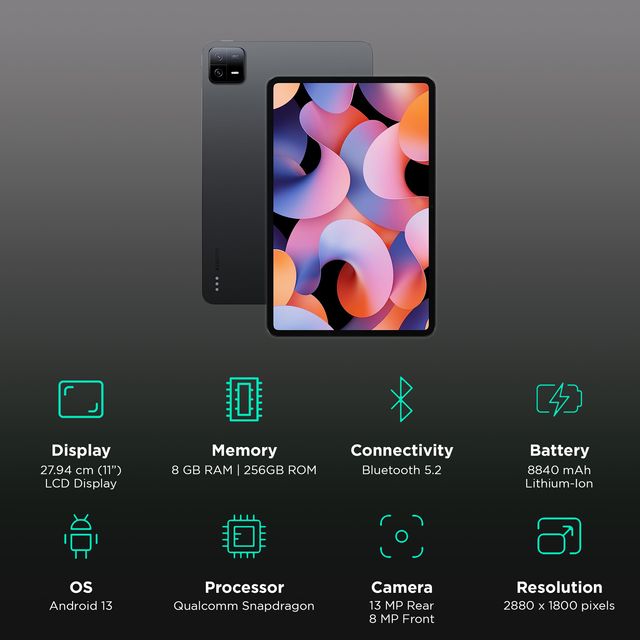 Display
27.94 cm (11”)
LCD Display
Memory
8 GB RAM | 256GB ROM
Connectivity
Bluetooth 5.2
Battery
8840 mAh
Lithium-Ion
OS
Android 13
Processor
Qualcomm Snapdragon
Camera
13 MP Rear
8 MP Front
Resolution
2880 x 1800 pixels